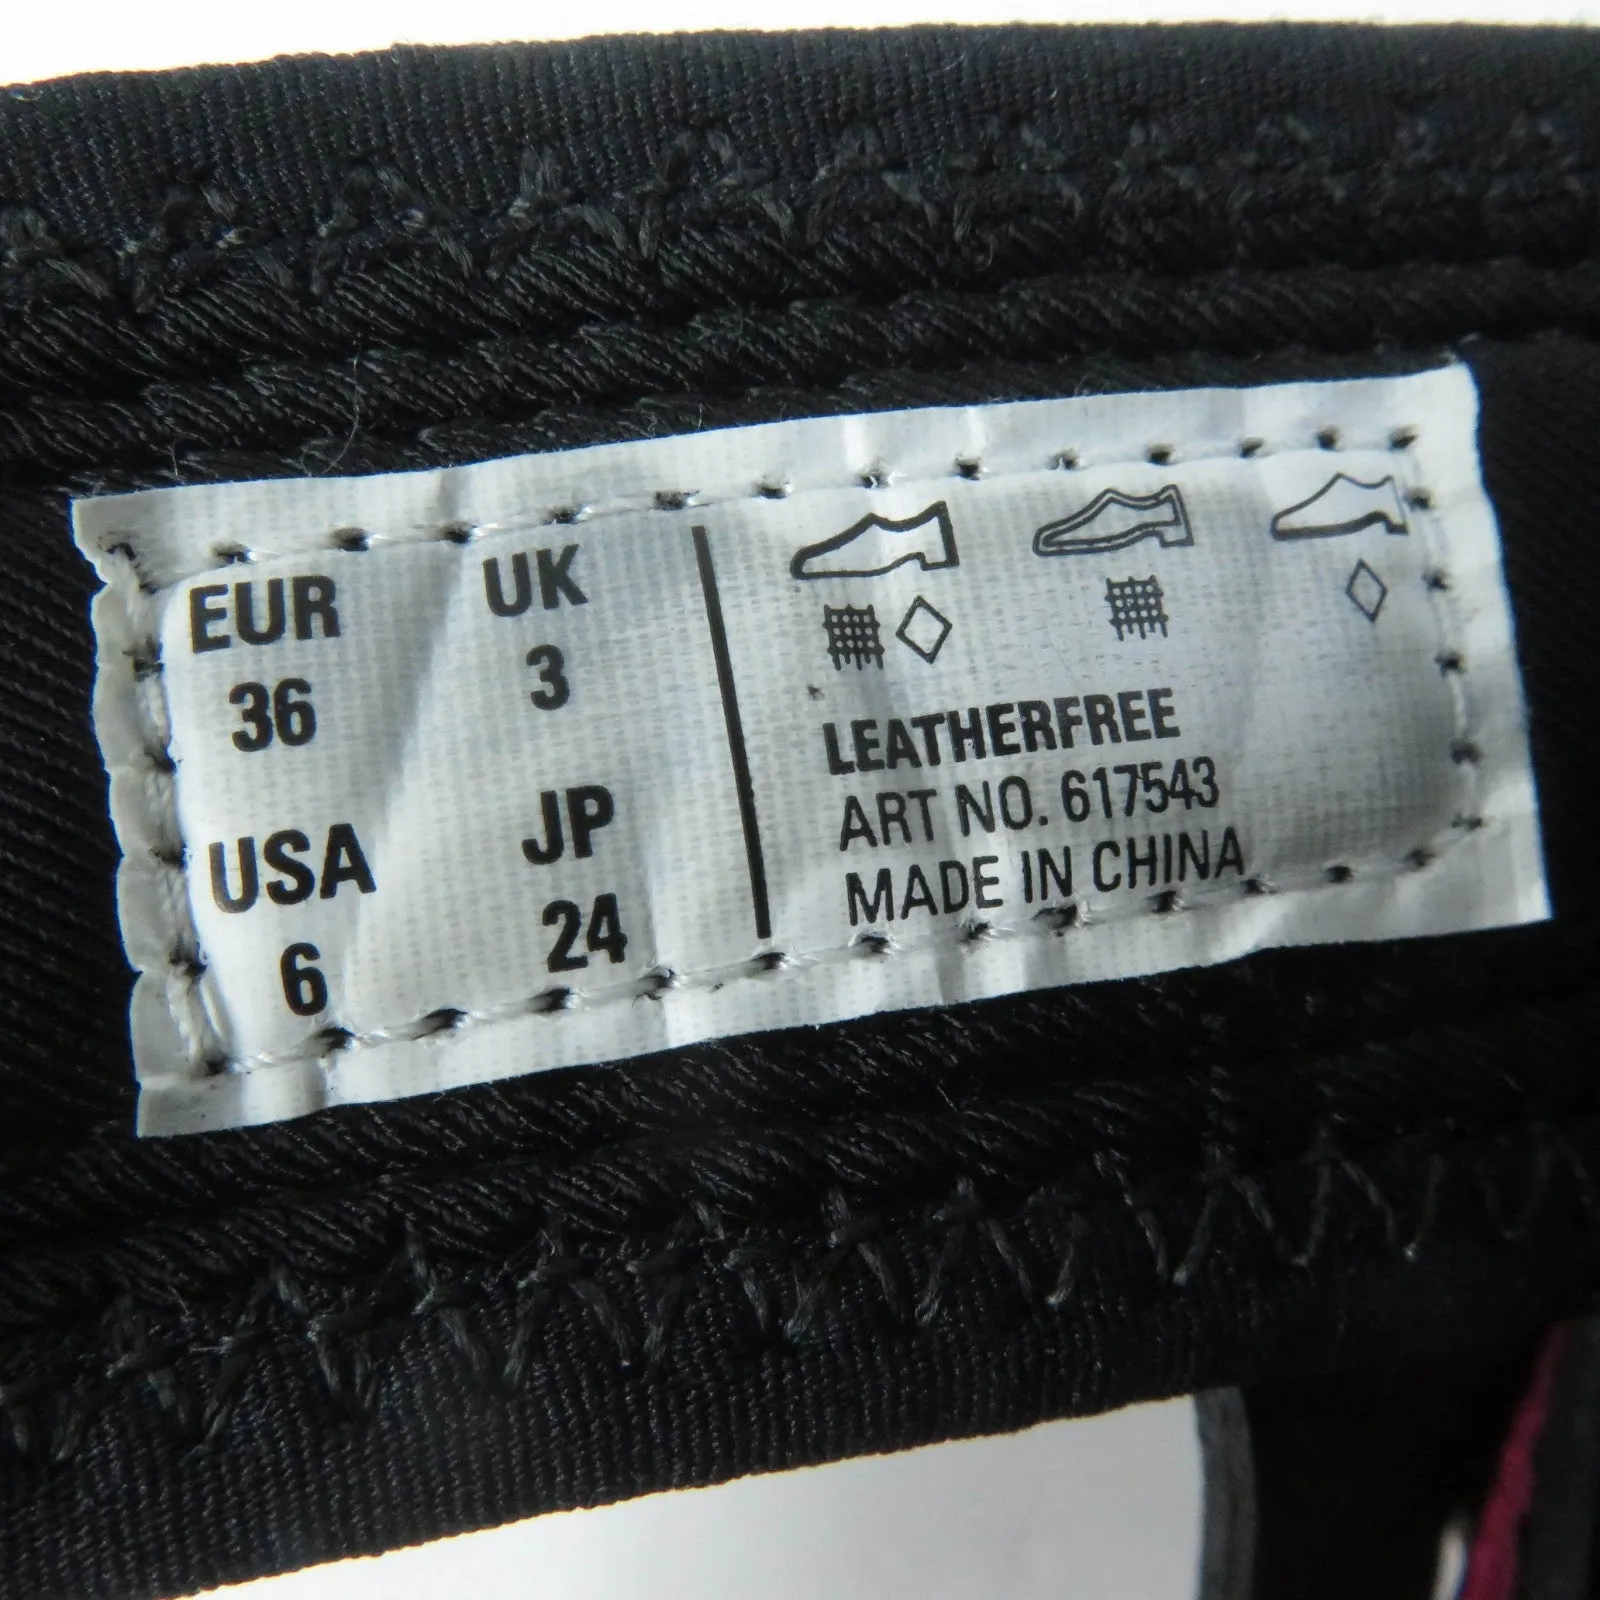 EUR UK
36 3
USA JP
6 24
LEATHERFREE
ART NO. 617543
MADE IN CHINA